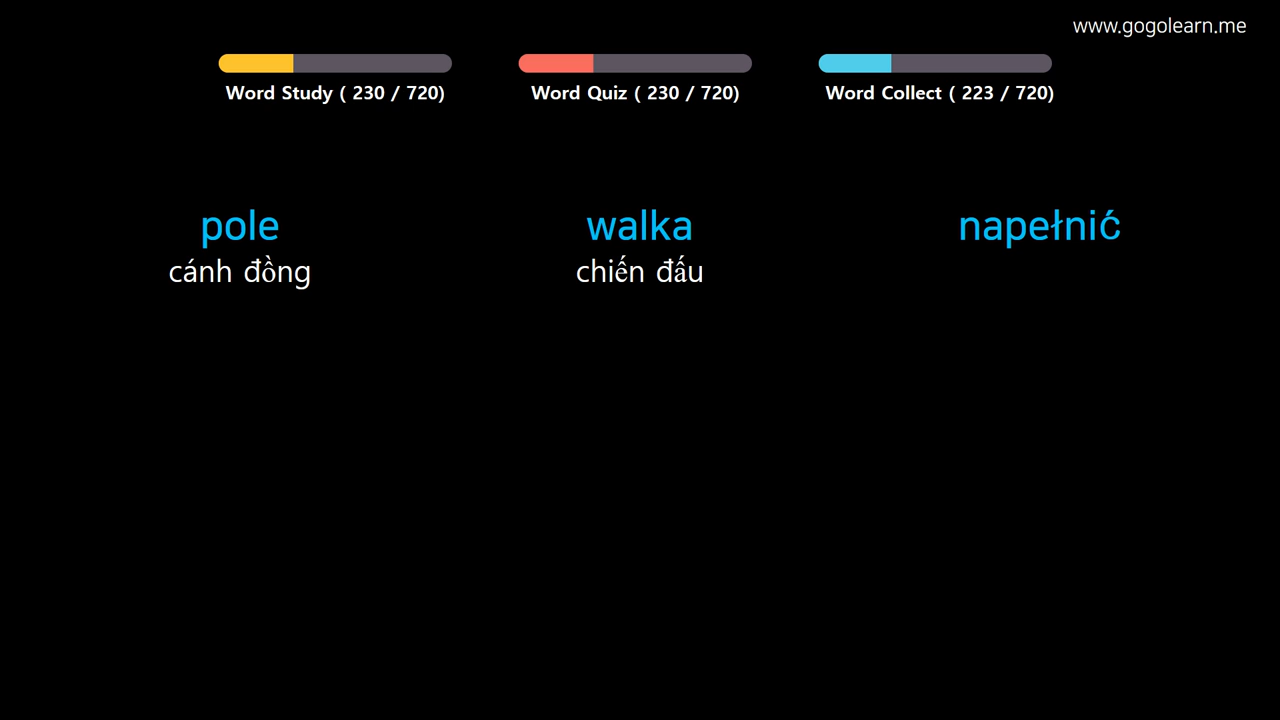 www.gogolearn.me
Word Study ( 230 / 720)
Word Quiz ( 230 / 720)
Word Collect ( 223 / 720)
pole
cánh đồng
walka
chiến đấu
napełnić